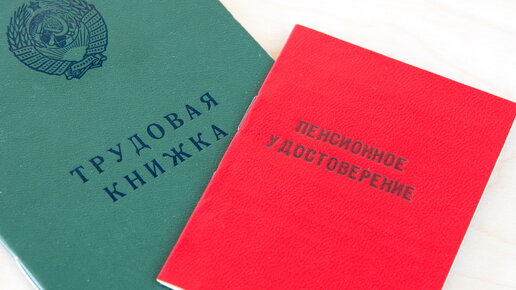 ТРУДОВАЯ
КНИЖКА
ПЕНСИОННОЕ
УДОСТОВЕРЕНИЕ